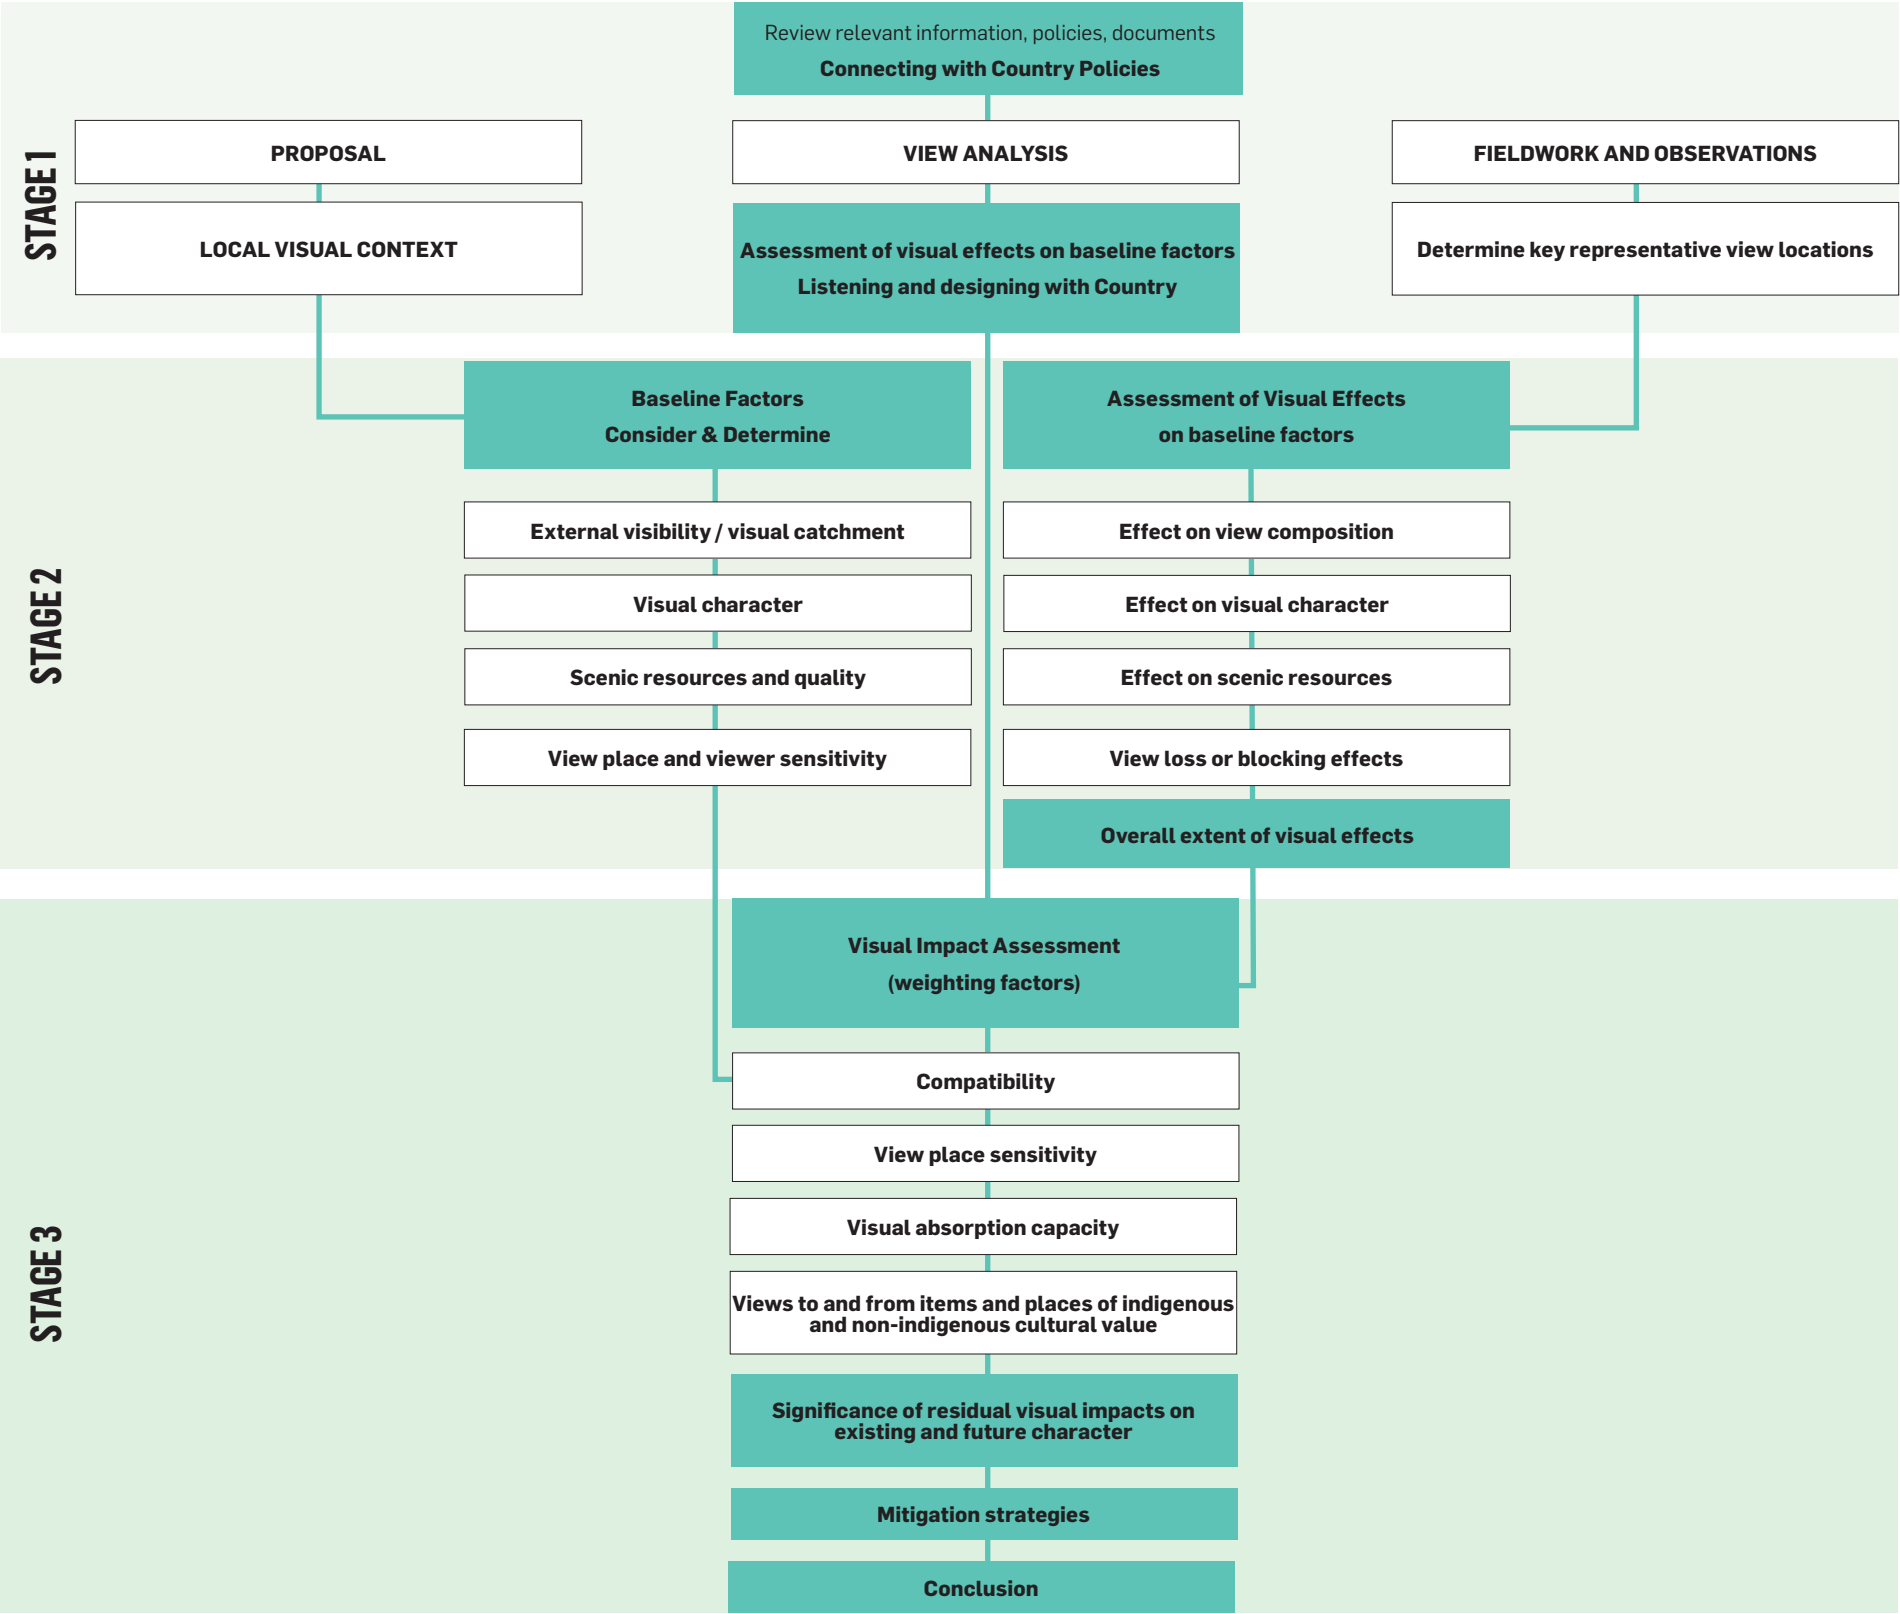 Review relevant information, policies, documents
Connecting with Country Policies
STAGE 1
PROPOSAL
VIEW ANALYSIS
FIELDWORK AND OBSERVATIONS
LOCAL VISUAL CONTEXT
Assessment of visual effects on baseline factors
Listening and designing with Country
Determine key representative view locations
STAGE 2
Baseline Factors
Consider & Determine
External visibility / visual catchment
Visual character
Scenic resources and quality
View place and viewer sensitivity
Assessment of Visual Effects
on baseline factors
Effect on view composition
Effect on visual character
Effect on scenic resources
View loss or blocking effects
Overall extent of visual effects
STAGE 3
Visual Impact Assessment
(weighting factors)
Compatibility
View place sensitivity
Visual absorption capacity
Views to and from items and places of indigenous
and non-indigenous cultural value
Significance of residual visual impacts on
existing and future character
Mitigation strategies
Conclusion